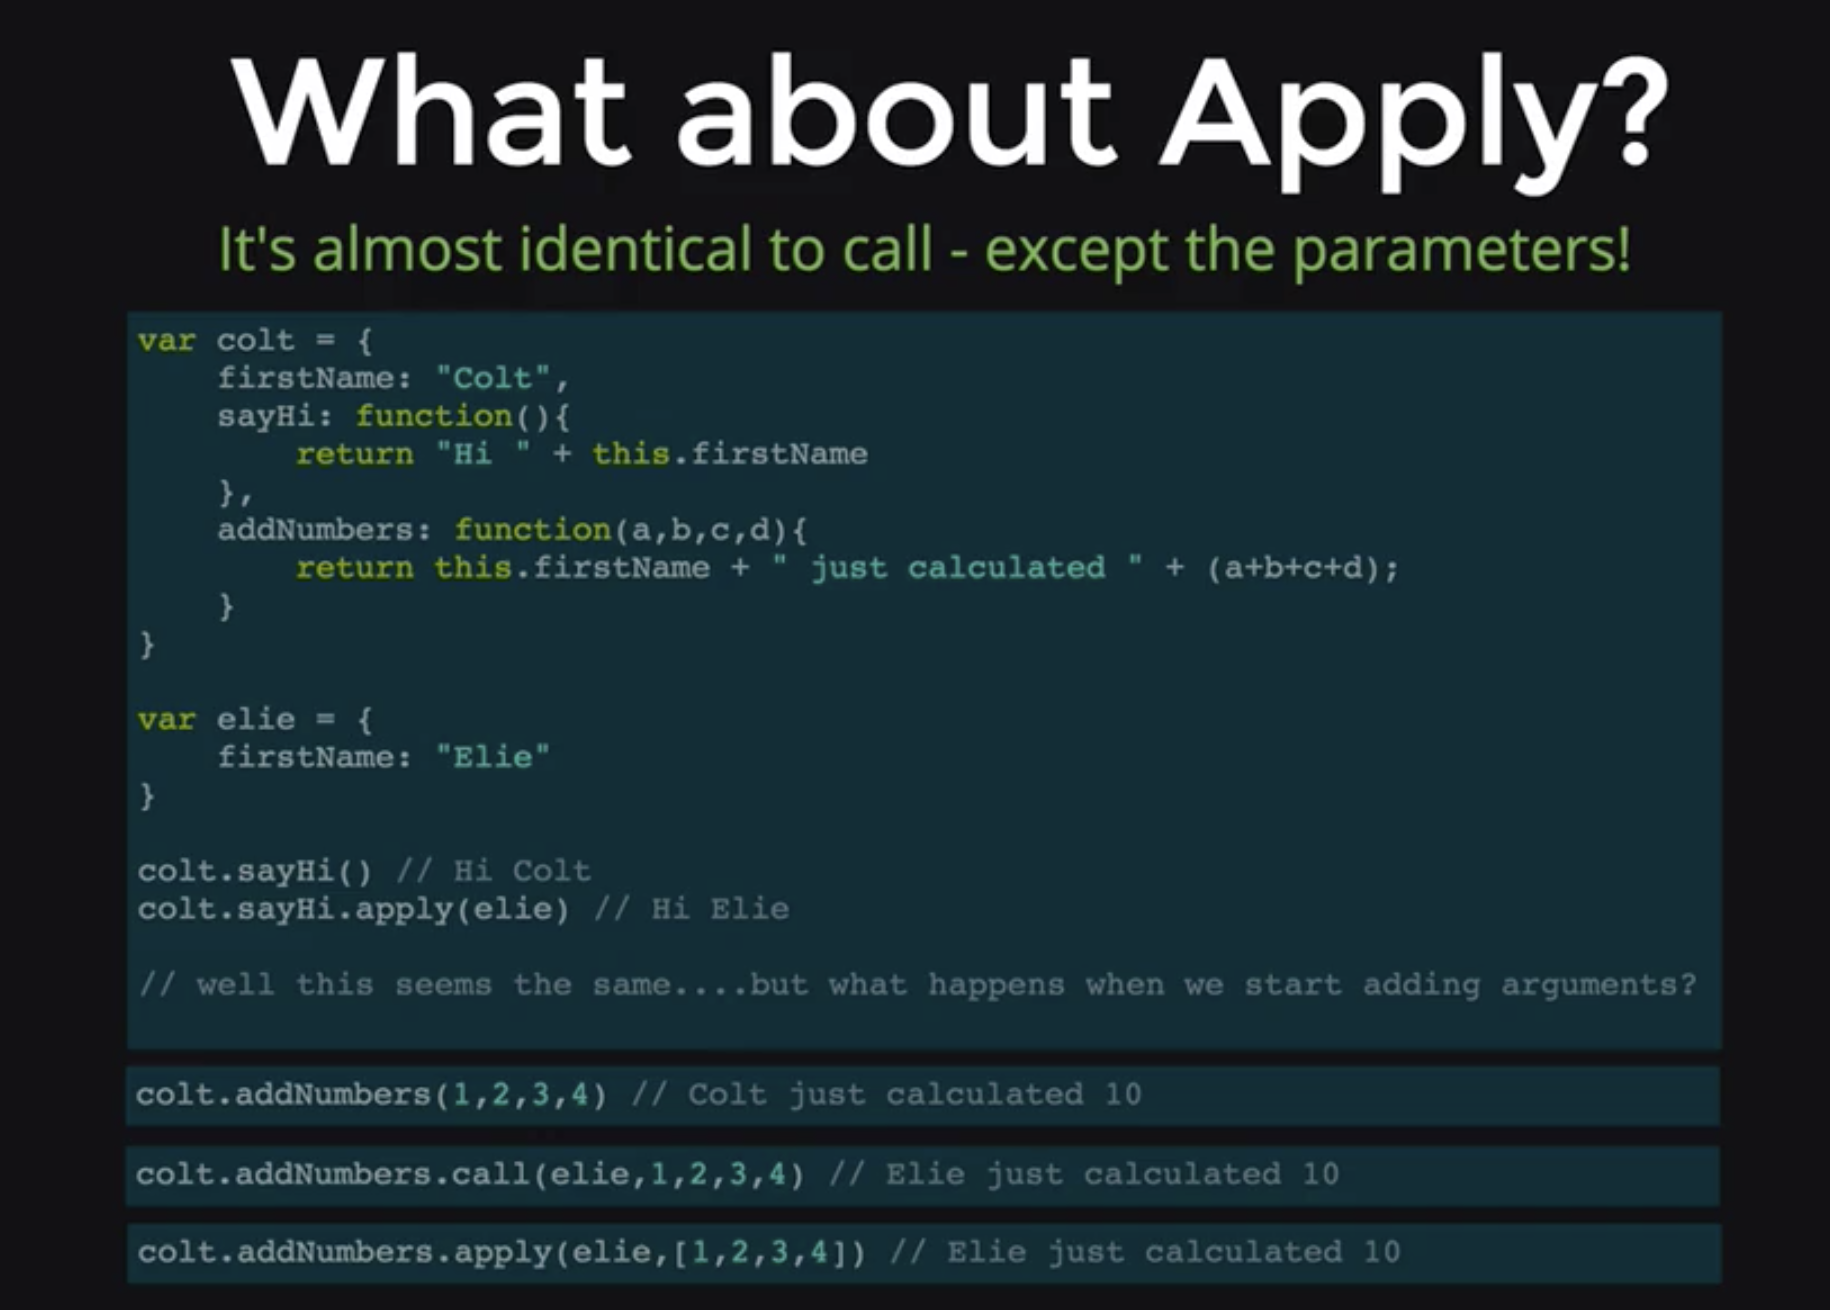 What about Apply?
It's almost identical to call - except the parameters!
var colt = {
    firstName: "Colt",
    sayHi: function(){
        return "Hi " + this.firstName
    },
    addNumbers: function(a,b,c,d){
        return this.firstName + " just calculated " + (a+b+c+d);
    }
}
var elie = {
    firstName: "Elie"
}
colt.sayHi() // Hi Colt
colt.sayHi.apply(elie) // Hi Elie
// well this seems the same....but what happens when we start adding arguments?
colt.addNumbers(1,2,3,4) // Colt just calculated 10
colt.addNumbers.call(elie,1,2,3,4) // Elie just calculated 10
colt.addNumbers.apply(elie,[1,2,3,4]) // Elie just calculated 10